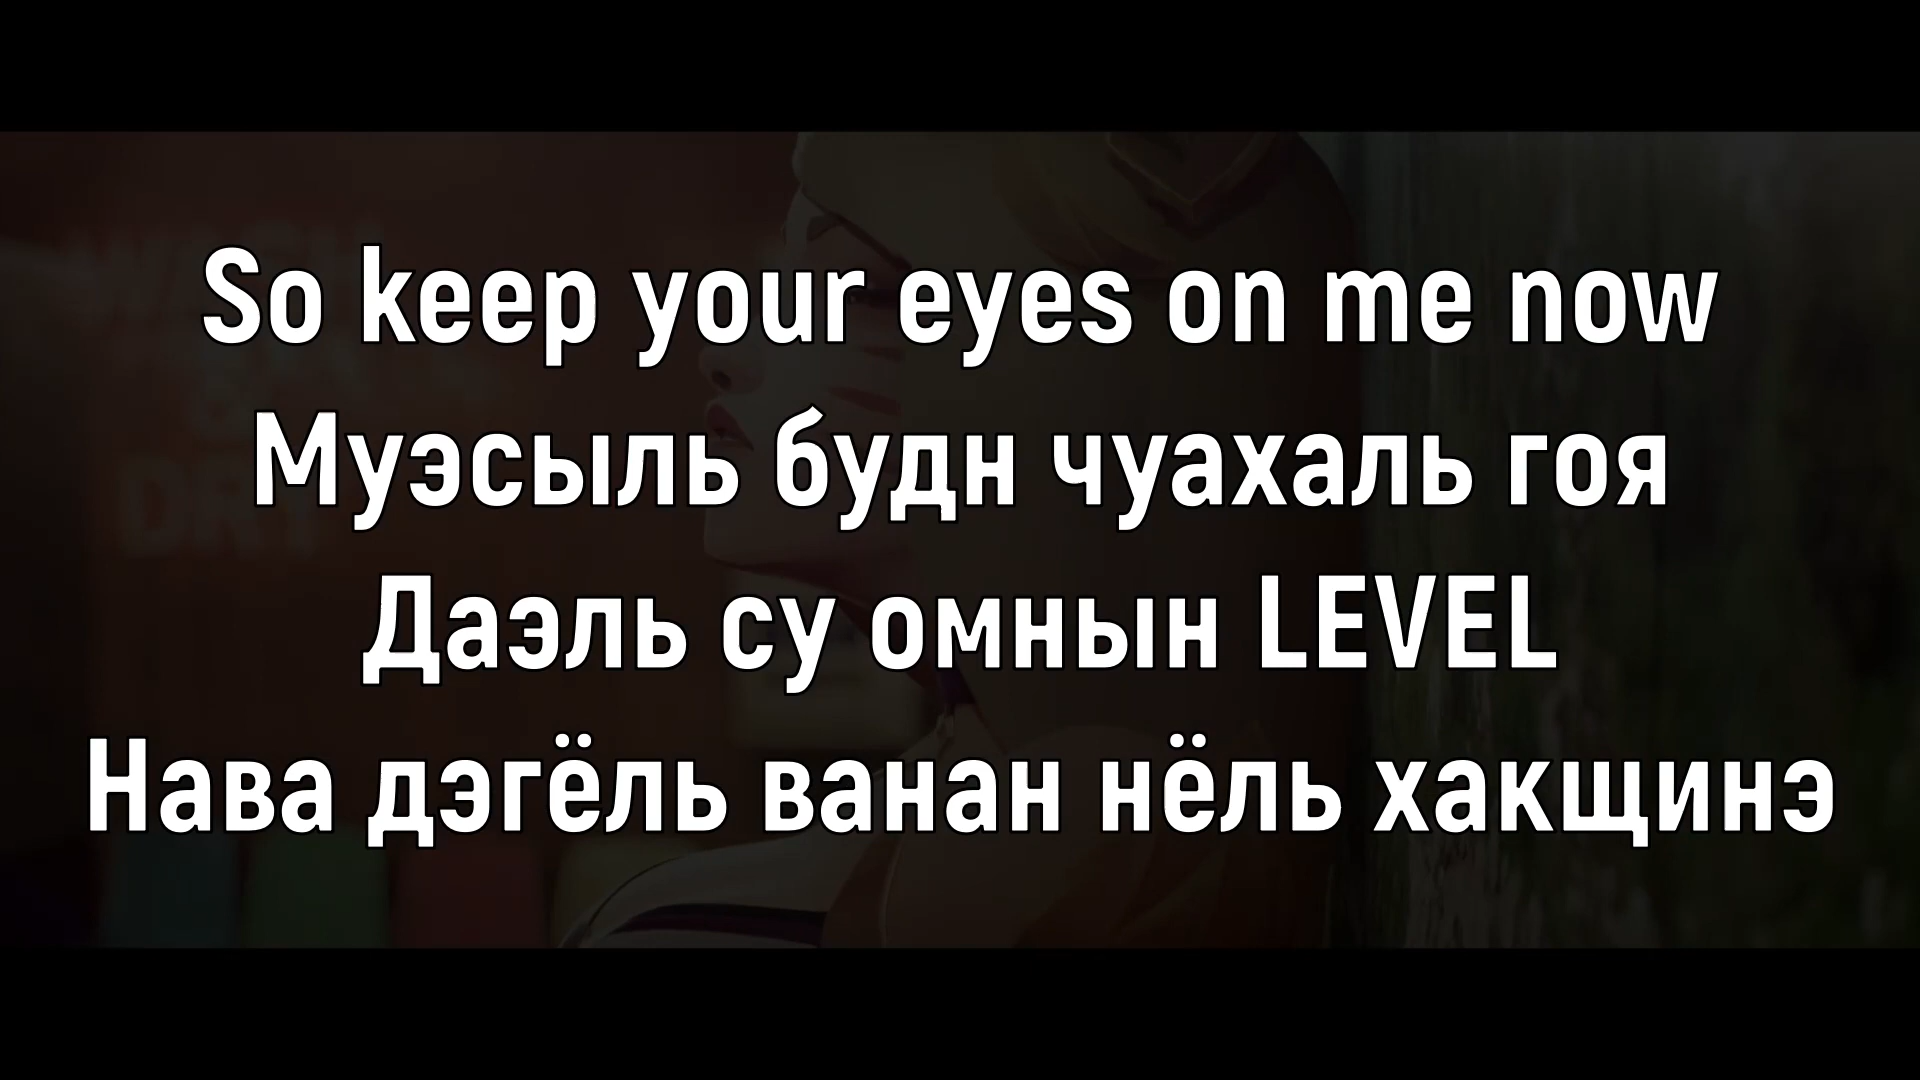 So keep your eyes on me now
Муэсыль будн чуахаль гоя
Даэль су омнын LEVEL
Нава дэгёль ванан нёль хакщинэ